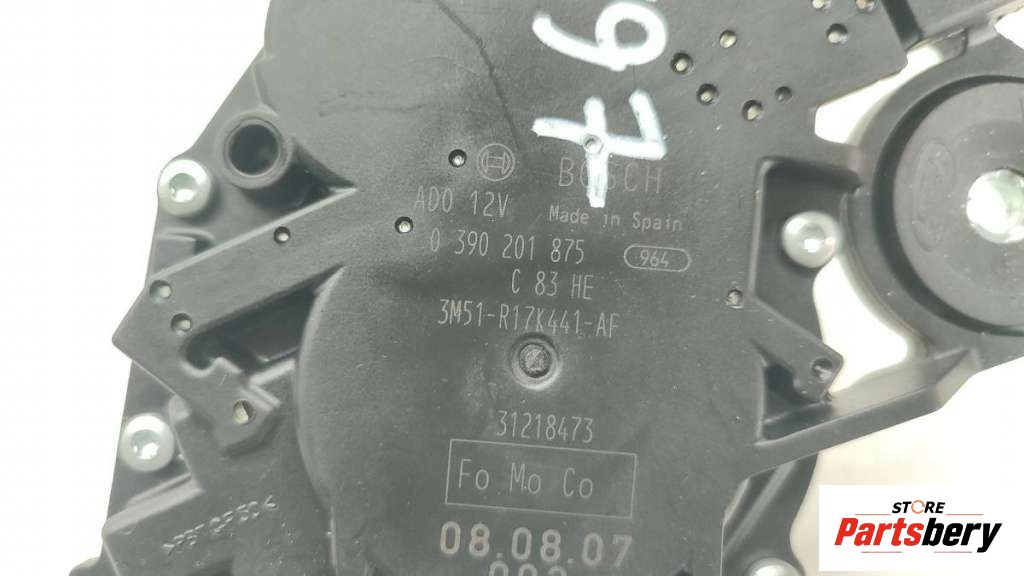 97
BOSCH
AD0 12V
Made in Spain
0 390 201 875
964
C 83 HE
3M51-R17K441-AF
31218473
Fo Mo Co
08.08.07
STORE
Partsbery